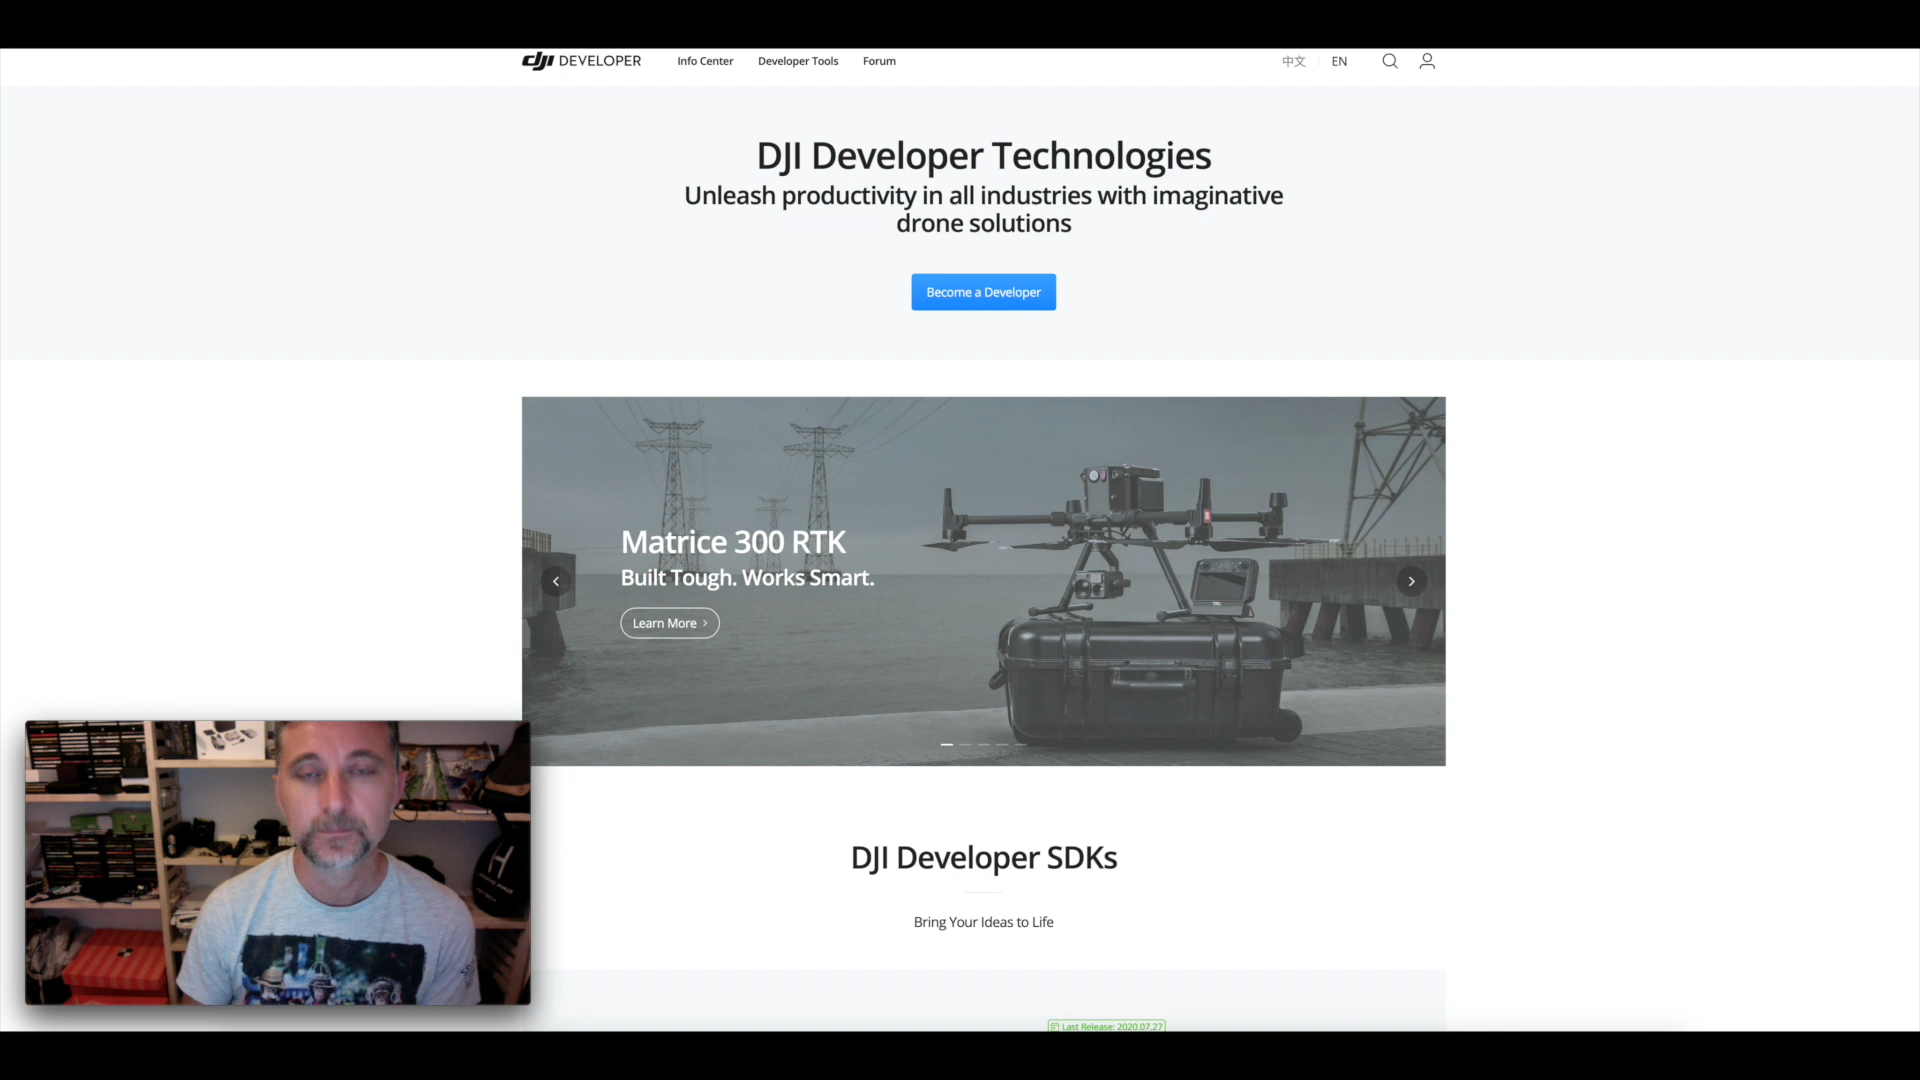 dji DEVELOPER Info Center Developer Tools Forum 中文 EN
DJI Developer Technologies
Unleash productivity in all industries with imaginative
drone solutions
Become a Developer
Matrice 300 RTK
Built Tough. Works Smart.
Learn More >
DJI Developer SDKs
Bring Your Ideas to Life
Last Release: 2020.07.27